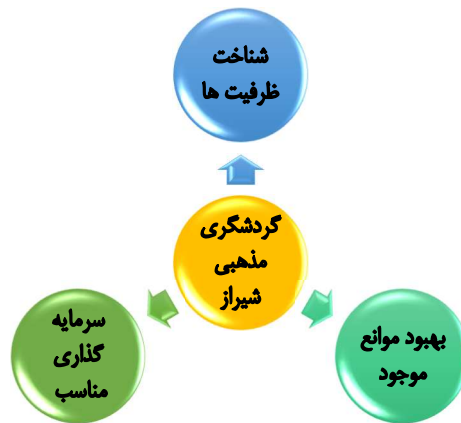 شناخت
ظرفیت ها
گردشگری
مذهبی
شیراز
بهبود موانع
موجود
سرمایه
گذاری
مناسب